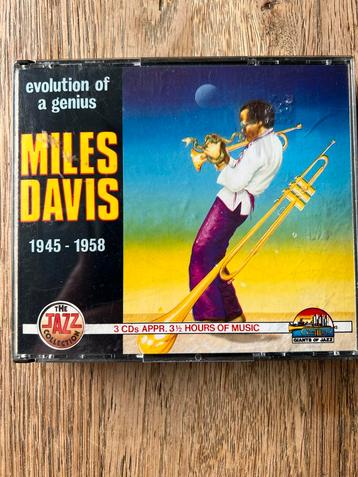 evolution of
a genius
MILES
DAVIS
1945 - 1958
THE
JAZZ
COLLECTION
3 CDs APPR. 3½ HOURS OF MUSIC
GIANTS OF JAZZ